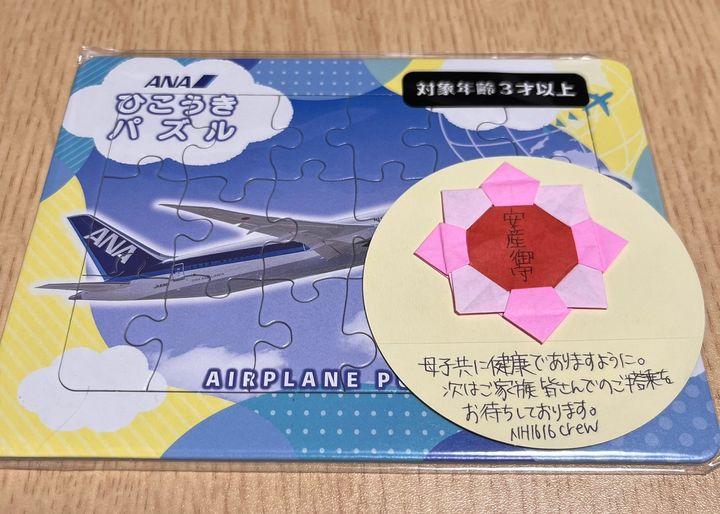 ANA
ひこうき
パズル
対象年齢3才以上
ANA
AIRPLANE
安産御守
母子共に健康でありますように。
次はご家族皆さんでのご搭乗を
お待ちしております。
NH1616 crew